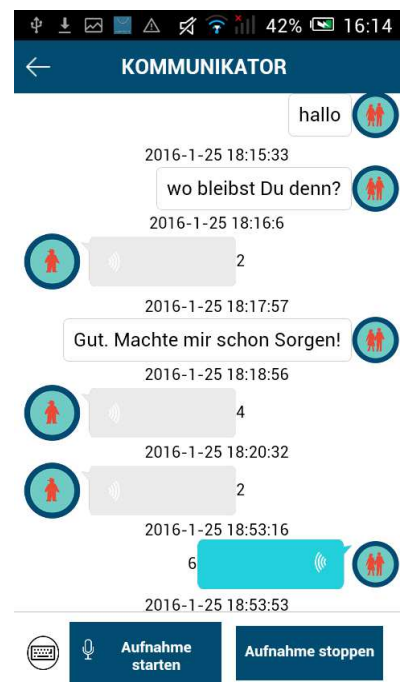 42% 16:14
KOMMUNIKATOR
hallo
2016-1-25 18:15:33
wo bleibst Du denn?
2016-1-25 18:16:6
2
2016-1-25 18:17:57
Gut. Machte mir schon Sorgen!
2016-1-25 18:18:56
4
2016-1-25 18:20:32
2
2016-1-25 18:53:16
6
2016-1-25 18:53:53
Aufnahme
starten
Aufnahme stoppen